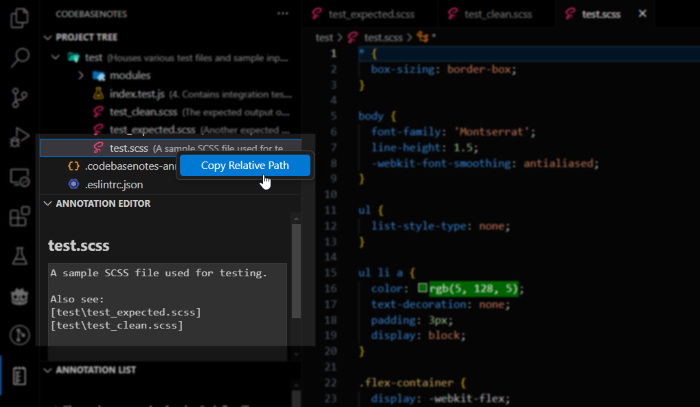 CODEBASENOTES
PROJECT TREE
test (Houses various test files and sample inp...
modules
index.test.js (4. Contains integration tes...
test_clean.scss (The expected output o...
test_expected.scss (Another expected ...
test.scss (A sample SCSS file used for te...
.codebasenotes-ann
Copy Relative Path
.eslintrc.json
ANNOTATION EDITOR
test.scss
A sample SCSS file used for testing.
Also see:
[test\test_expected.scss]
[test\test_clean.scss]
ANNOTATION LIST
test_expected.scss test_clean.scss test.scss
test > test.scss > *
1 * {
2 box-sizing: border-box;
3 }
4
5 body {
6 font-family: 'Montserrat';
7 line-height: 1.5;
8 -webkit-font-smoothing: antialiased;
9 }
10
11 ul {
12 list-style-type: none;
13 }
14
15 ul li a {
16 color: rgb(5, 128, 5);
17 text-decoration: none;
18 padding: 3px;
19 display: block;
20 }
21
22 .flex-container {
23 display: -webkit-flex;